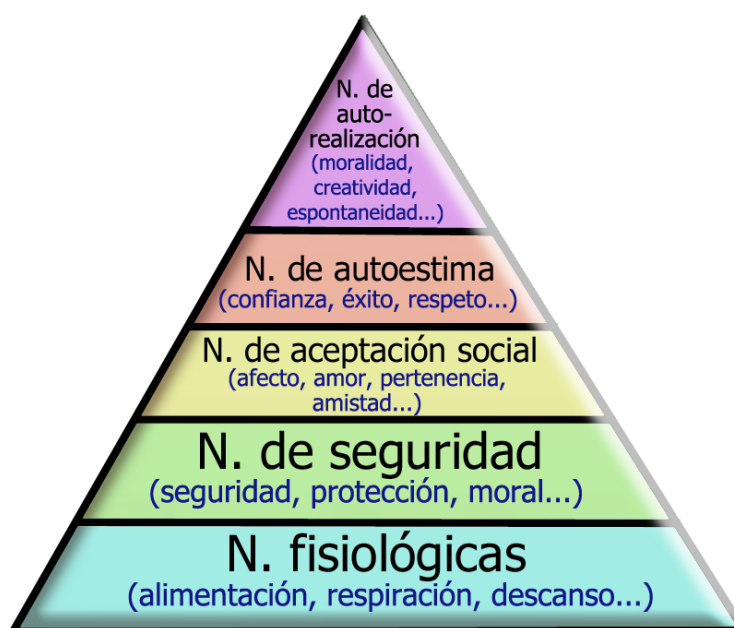 N. de
auto-
realización
(moralidad,
creatividad,
espontaneidad...)
N. de autoestima
(confianza, éxito, respeto...)
N. de aceptación social
(afecto, amor, pertenencia,
amistad...)
N. de seguridad
(seguridad, protección, moral...)
N. fisiológicas
(alimentación, respiración, descanso...)